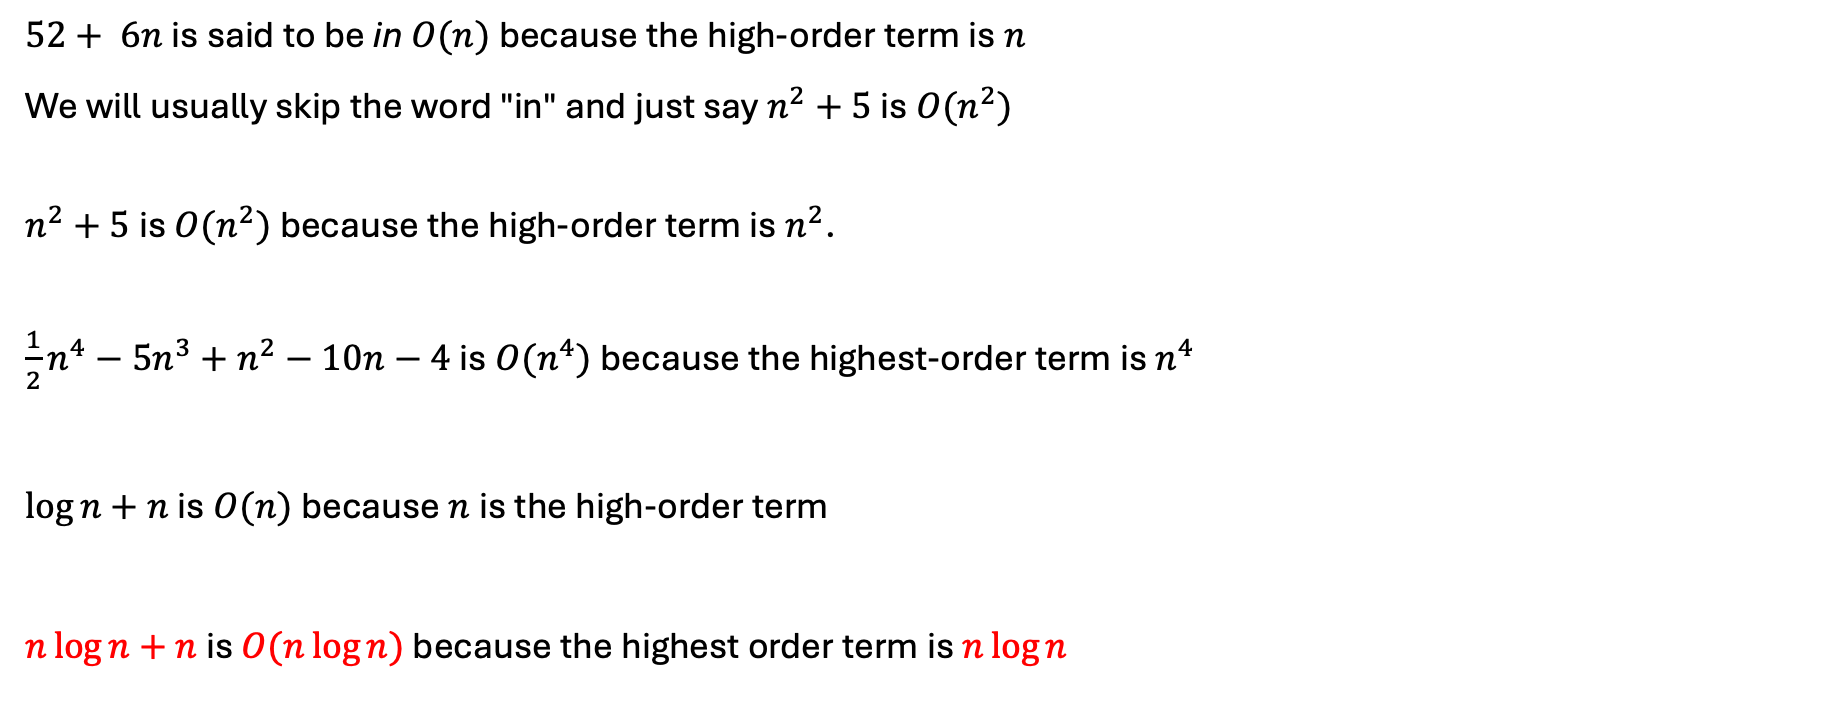 52 + 6n is said to be in O(n) because the high-order term is n
We will usually skip the word "in" and just say n² + 5 is O(n²)
n² + 5 is O(n²) because the high-order term is n².
½n⁴ – 5n³ + n² – 10n – 4 is O(n⁴) because the highest-order term is n⁴
log n + n is O(n) because n is the high-order term
n log n + n is O(n log n) because the highest order term is n log n